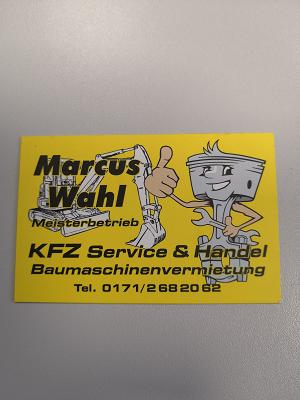 Marcus
Wahl
Meisterbetrieb
KFZ Service & Handel
Baumaschinenvermietung
Tel. 0171/2682062